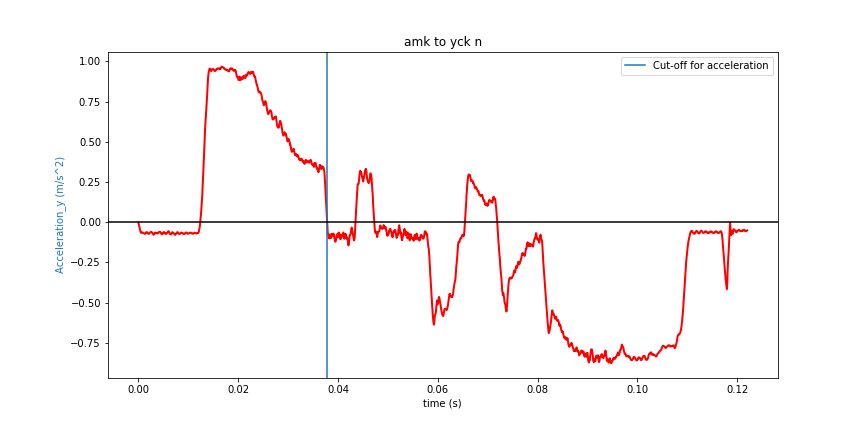 amk to yck n
Cut-off for acceleration
Acceleration_y (m/s^2)
1.00
0.75
0.50
0.25
0.00
−0.25
−0.50
−0.75
0.00 0.02 0.04 0.06 0.08 0.10 0.12
time (s)